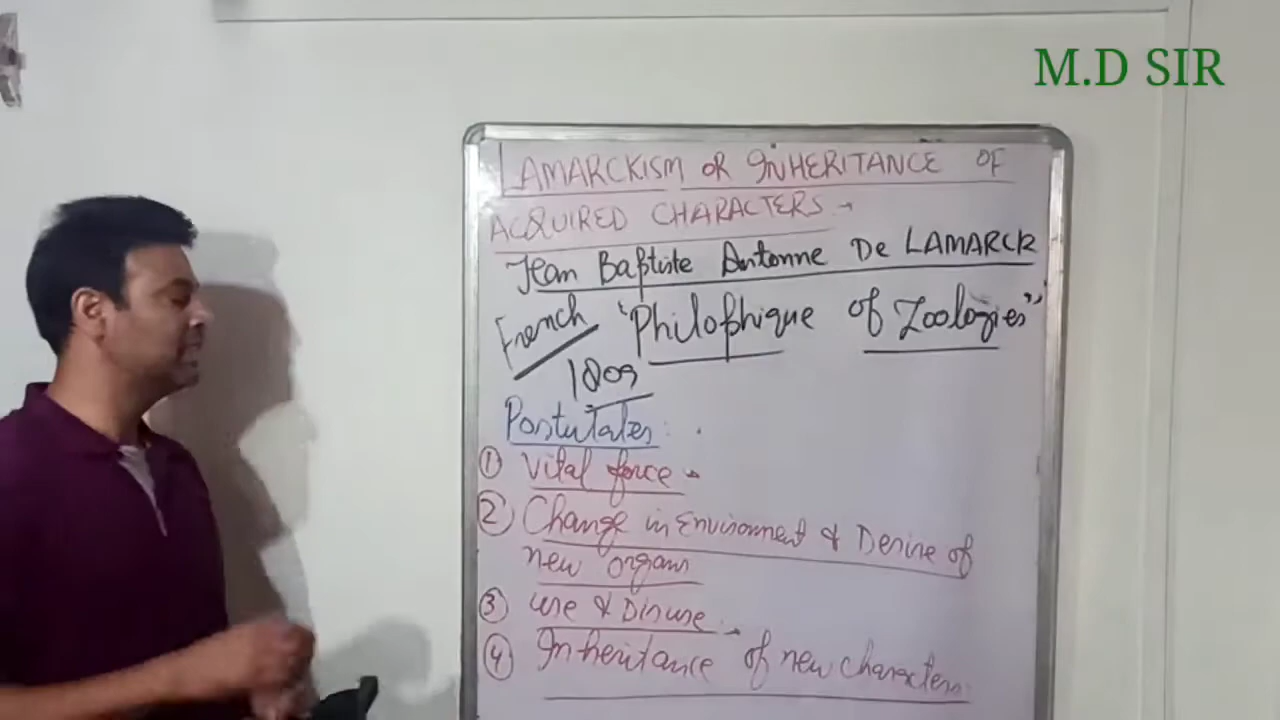 M.D SIR
LAMARCKISM OR INHERITANCE OF
ACQUIRED CHARACTERS
Jean Baptiste Antonne De LAMARCK
French "Philophique of Zoologies"
1809
Postulates:
① Vital force
② Change in Environment & Desire of
new organs
③ Use & Disuse
④ Inheritance of new characters